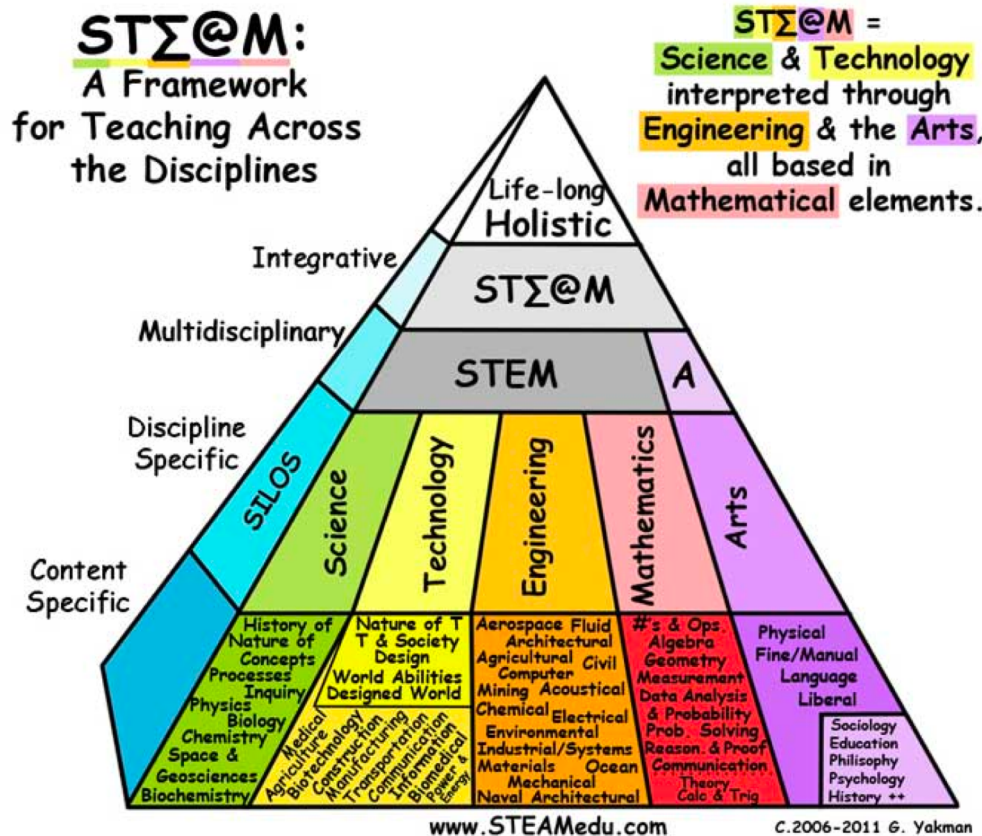 STΣ@M:
A Framework
for Teaching Across
the Disciplines
STΣ@M =
Science & Technology
interpreted through
Engineering & the Arts,
all based in
Mathematical elements.
Life-long
Holistic
Integrative
STΣ@M
Multidisciplinary
STEM
A
Discipline
Specific
SILOS
Science
Technology
Engineering
Mathematics
Arts
Content
Specific
History of
Nature of
Concepts
Processes
Inquiry
Physics
Biology
Chemistry
Space &
Geosciences
Biochemistry
Nature of T
T & Society
Design
World Abilities
Designed World
Medical
Agriculture
Biotechnology
Construction
Manufacturing
Transportation
Communication
Information
Biomedical
Power &
Energy
Aerospace Fluid
Architectural
Agricultural Civil
Computer
Mining Acoustical
Chemical
Electrical
Environmental
Industrial/Systems
Materials Ocean
Mechanical
Naval Architectural
#'s & Ops.
Algebra
Geometry
Measurement
Data Analysis
& Probability
Prob. Solving
Reason. & Proof
Communication
Theory
Calc & Trig
Physical
Fine/Manual
Language
Liberal
Sociology
Education
Philisophy
Psychology
History ++
www.STEAMedu.com
C.2006-2011 G. Yakman